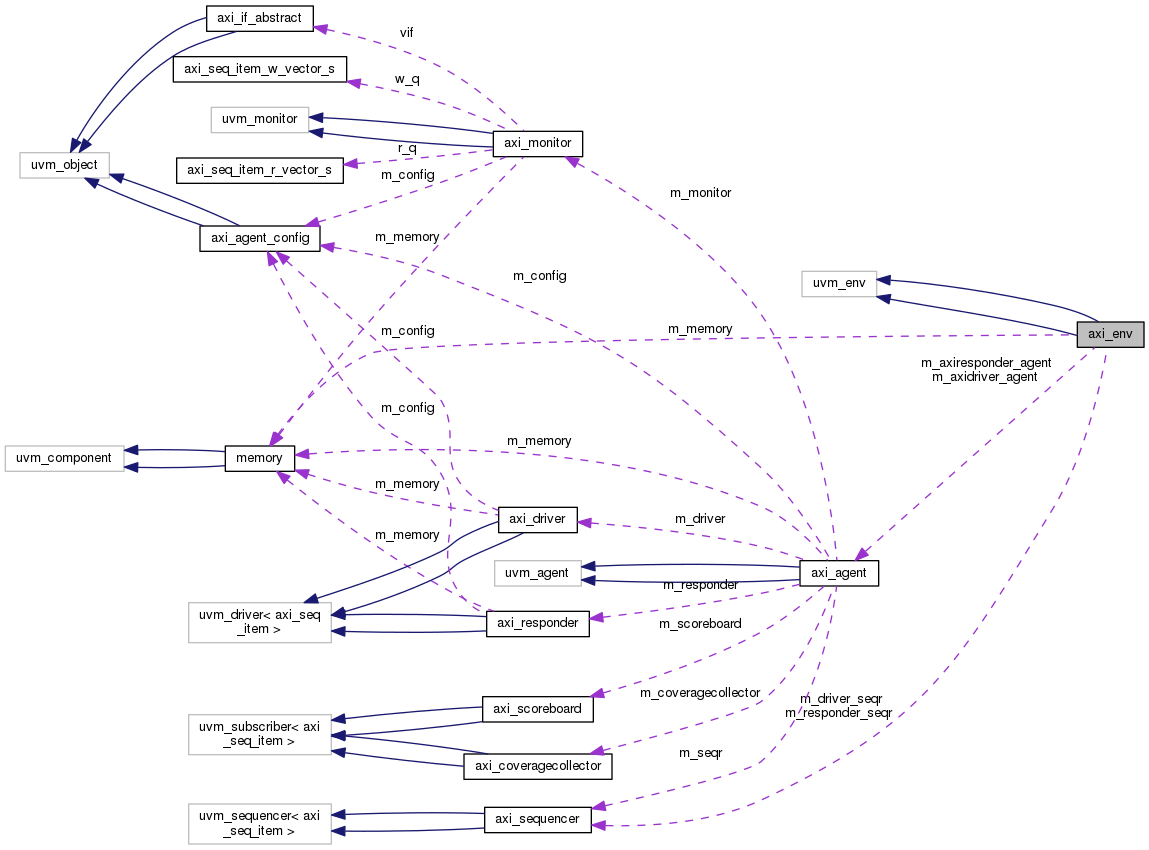 axi_if_abstract
vif
axi_seq_item_w_vector_s
w_q
uvm_monitor
axi_monitor
r_q
uvm_object
axi_seq_item_r_vector_s
m_config
m_monitor
axi_agent_config
m_memory
m_config
uvm_env
m_config
m_memory
axi_env
m_axiresponder_agent
m_axidriver_agent
m_config
m_memory
uvm_component
memory
m_memory
axi_driver
m_driver
m_memory
uvm_agent
axi_agent
m_responder
uvm_driver< axi_seq
_item >
axi_responder
m_scoreboard
m_coveragecollector
axi_scoreboard
m_driver_seqr
m_responder_seqr
uvm_subscriber< axi
_seq_item >
m_seqr
axi_coveragecollector
uvm_sequencer< axi
_seq_item >
axi_sequencer